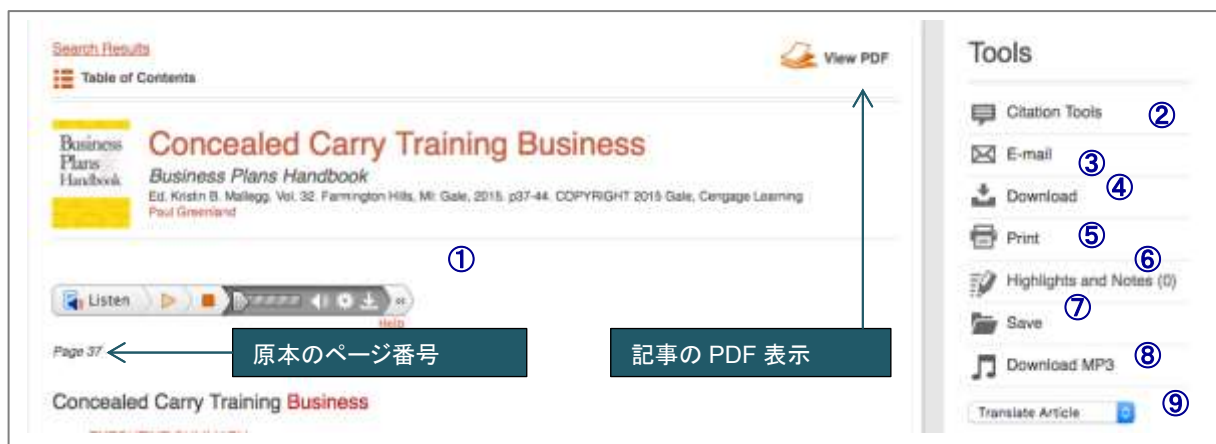 Search Results
Table of Contents
View PDF
Business
Plans
Handbook
Concealed Carry Training Business
Business Plans Handbook
Ed. Kristin B. Mallegg. Vol. 32. Farmington Hills, MI: Gale, 2015. p37-44. COPYRIGHT 2015 Gale, Cengage Learning
Paul Greenland
①
Listen
Help
Page 37
原本のページ番号
記事の PDF 表示
Concealed Carry Training Business
Tools
Citation Tools ②
E-mail ③
Download ④
Print ⑤
Highlights and Notes (0) ⑥
Save ⑦
Download MP3 ⑧
Translate Article ⑨